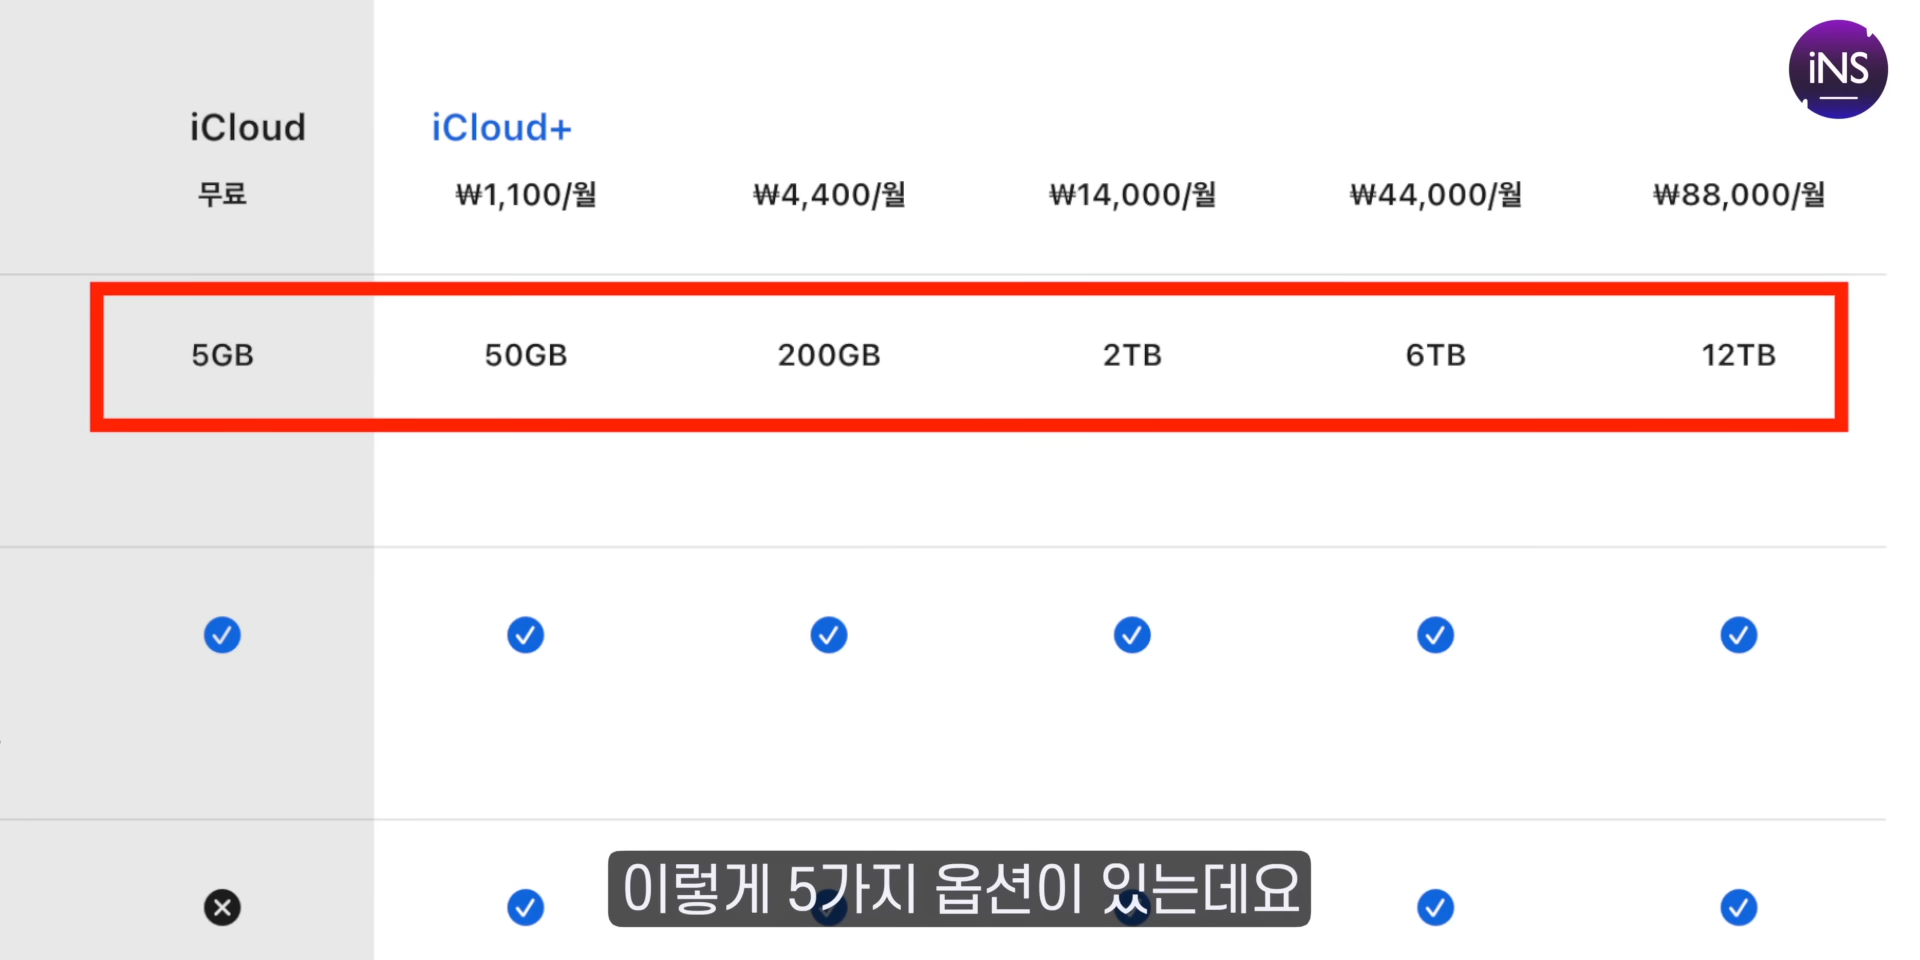 iNS
iCloud
iCloud+
무료
₩1,100/월
₩4,400/월
₩14,000/월
₩44,000/월
₩88,000/월
5GB
50GB
200GB
2TB
6TB
12TB
이렇게 5가지 옵션이 있는데요